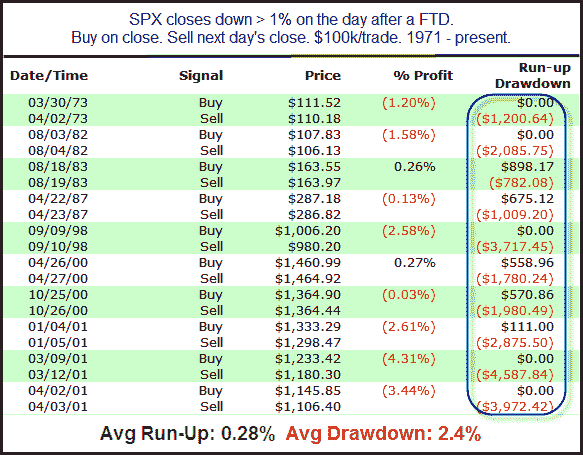 SPX closes down > 1% on the day after a FTD.
Buy on close. Sell next day's close. $100k/trade. 1971 - present.
Run-up
Date/Time Signal Price % Profit Drawdown
03/30/73 Buy $111.52 (1.20%) $0.00
04/02/73 Sell $110.18 ($1,200.64)
08/03/82 Buy $107.83 (1.58%) $0.00
08/04/82 Sell $106.13 ($2,085.75)
08/18/83 Buy $163.55 0.26% $898.17
08/19/83 Sell $163.97 ($782.08)
04/22/87 Buy $287.18 (0.13%) $675.12
04/23/87 Sell $286.82 ($1,009.20)
09/09/98 Buy $1,006.20 (2.58%) $0.00
09/10/98 Sell $980.20 ($3,717.45)
04/26/00 Buy $1,460.99 0.27% $558.96
04/27/00 Sell $1,464.92 ($1,780.24)
10/25/00 Buy $1,364.90 (0.03%) $570.86
10/26/00 Sell $1,364.44 ($1,980.49)
01/04/01 Buy $1,333.29 (2.61%) $111.00
01/05/01 Sell $1,298.47 ($2,875.50)
03/09/01 Buy $1,233.42 (4.31%) $0.00
03/12/01 Sell $1,180.30 ($4,587.84)
04/02/01 Buy $1,145.85 (3.44%) $0.00
04/03/01 Sell $1,106.40 ($3,972.42)
Avg Run-Up: 0.28% Avg Drawdown: 2.4%